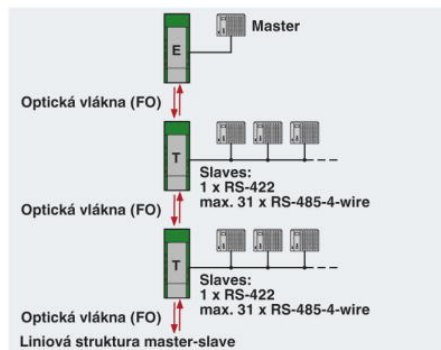 Master
E
Optická vlákna (FO)
T
Slaves:
1 x RS-422
max. 31 x RS-485-4-wire
Optická vlákna (FO)
T
Slaves:
1 x RS-422
max. 31 x RS-485-4-wire
Optická vlákna (FO)
Liniová struktura master-slave